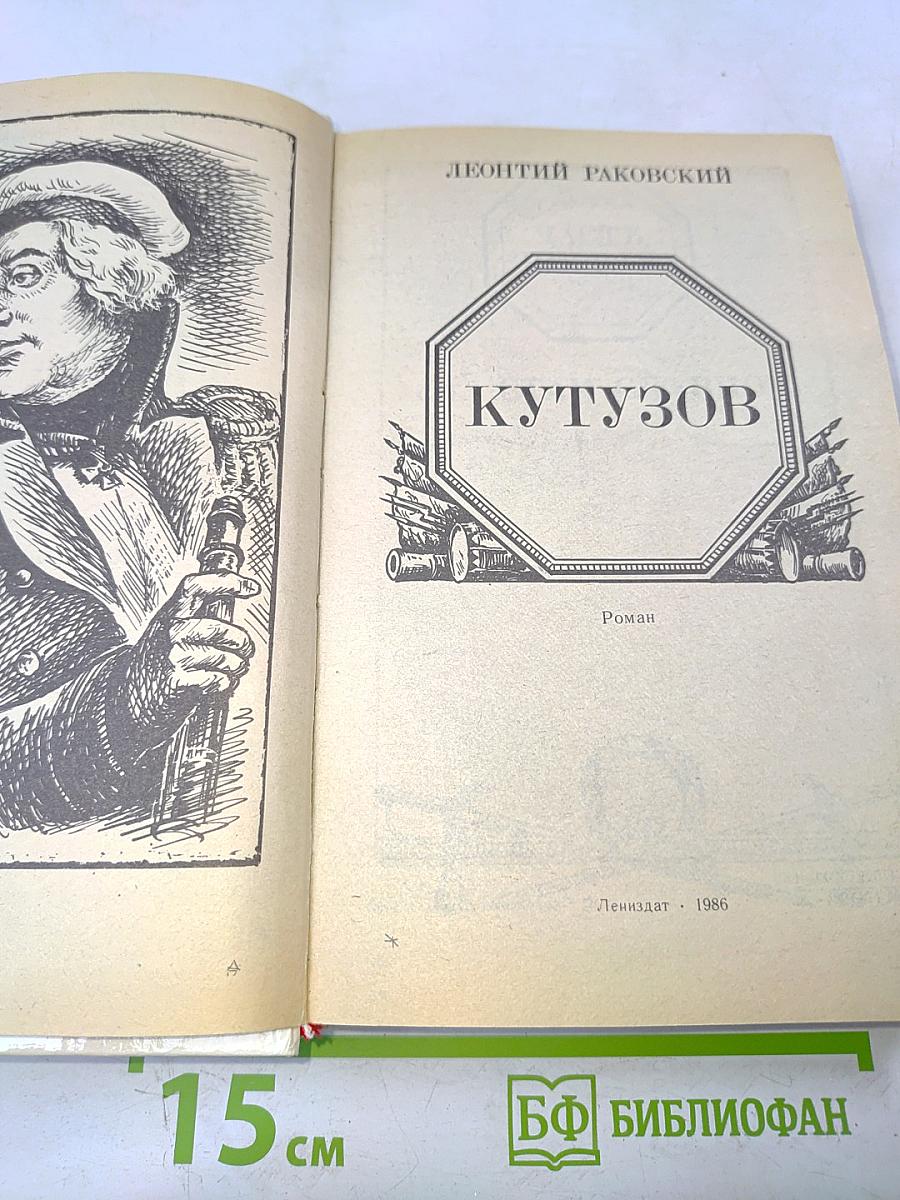 ЛЕОНТИЙ РАКОВСКИЙ
КУТУЗОВ
Роман
Лениздат · 1986
15 см
БФ БИБЛИОФАН